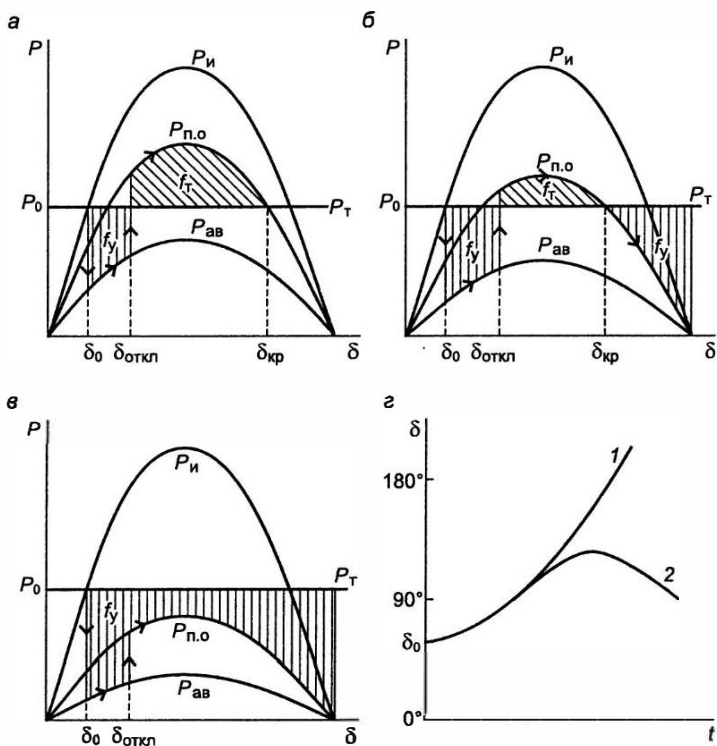 а
P
Pи
Pп.о
fт
P0
Pт
fу
Pав
δ0 δоткл δкр δ
б
P
Pи
Pп.о
fт
P0
Pт
fу
fу
Pав
δ0 δоткл δкр δ
в
P
Pи
P0
Pт
fу
Pп.о
Pав
δ0 δоткл δ
г
δ
1
180°
2
90°
δ0
0°
t